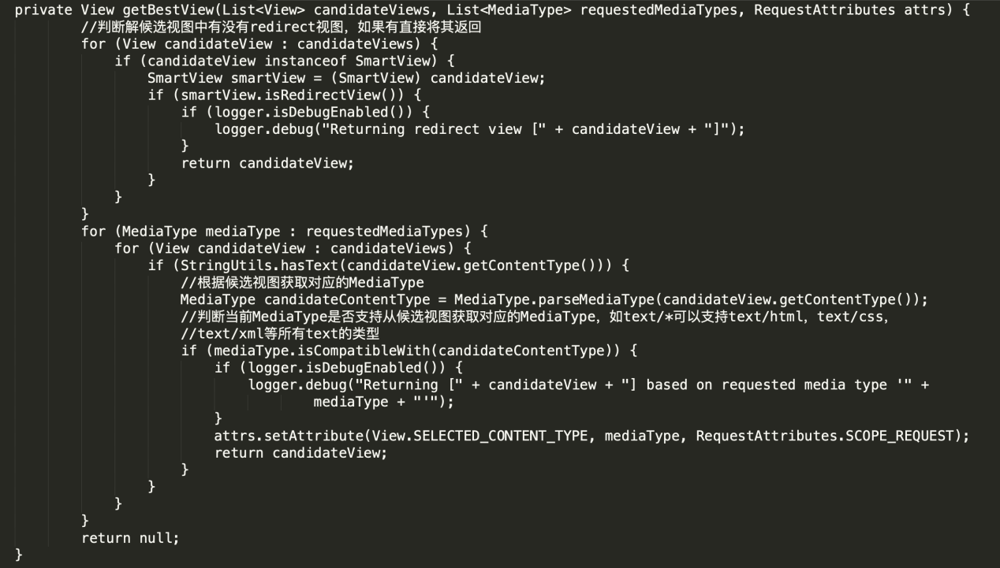 private View getBestView(List<View> candidateViews, List<MediaType> requestedMediaTypes, RequestAttributes attrs) {
        //判断解候选视图中有没有redirect视图，如果有直接将其返回
        for (View candidateView : candidateViews) {
            if (candidateView instanceof SmartView) {
                SmartView smartView = (SmartView) candidateView;
                if (smartView.isRedirectView()) {
                    if (logger.isDebugEnabled()) {
                        logger.debug("Returning redirect view [" + candidateView + "]");
                    }
                    return candidateView;
                }
            }
        }
        for (MediaType mediaType : requestedMediaTypes) {
            for (View candidateView : candidateViews) {
                if (StringUtils.hasText(candidateView.getContentType())) {
                    //根据候选视图获取对应的MediaType
                    MediaType candidateContentType = MediaType.parseMediaType(candidateView.getContentType());
                    //判断当前MediaType是否支持从候选视图获取对应的MediaType，如text/*可以支持text/html，text/css，
                    //text/xml等所有text的类型
                    if (mediaType.isCompatibleWith(candidateContentType)) {
                        if (logger.isDebugEnabled()) {
                            logger.debug("Returning [" + candidateView + "] based on requested media type '" +
                                    mediaType + "'");
                        }
                        attrs.setAttribute(View.SELECTED_CONTENT_TYPE, mediaType, RequestAttributes.SCOPE_REQUEST);
                        return candidateView;
                    }
                }
            }
        }
        return null;
}